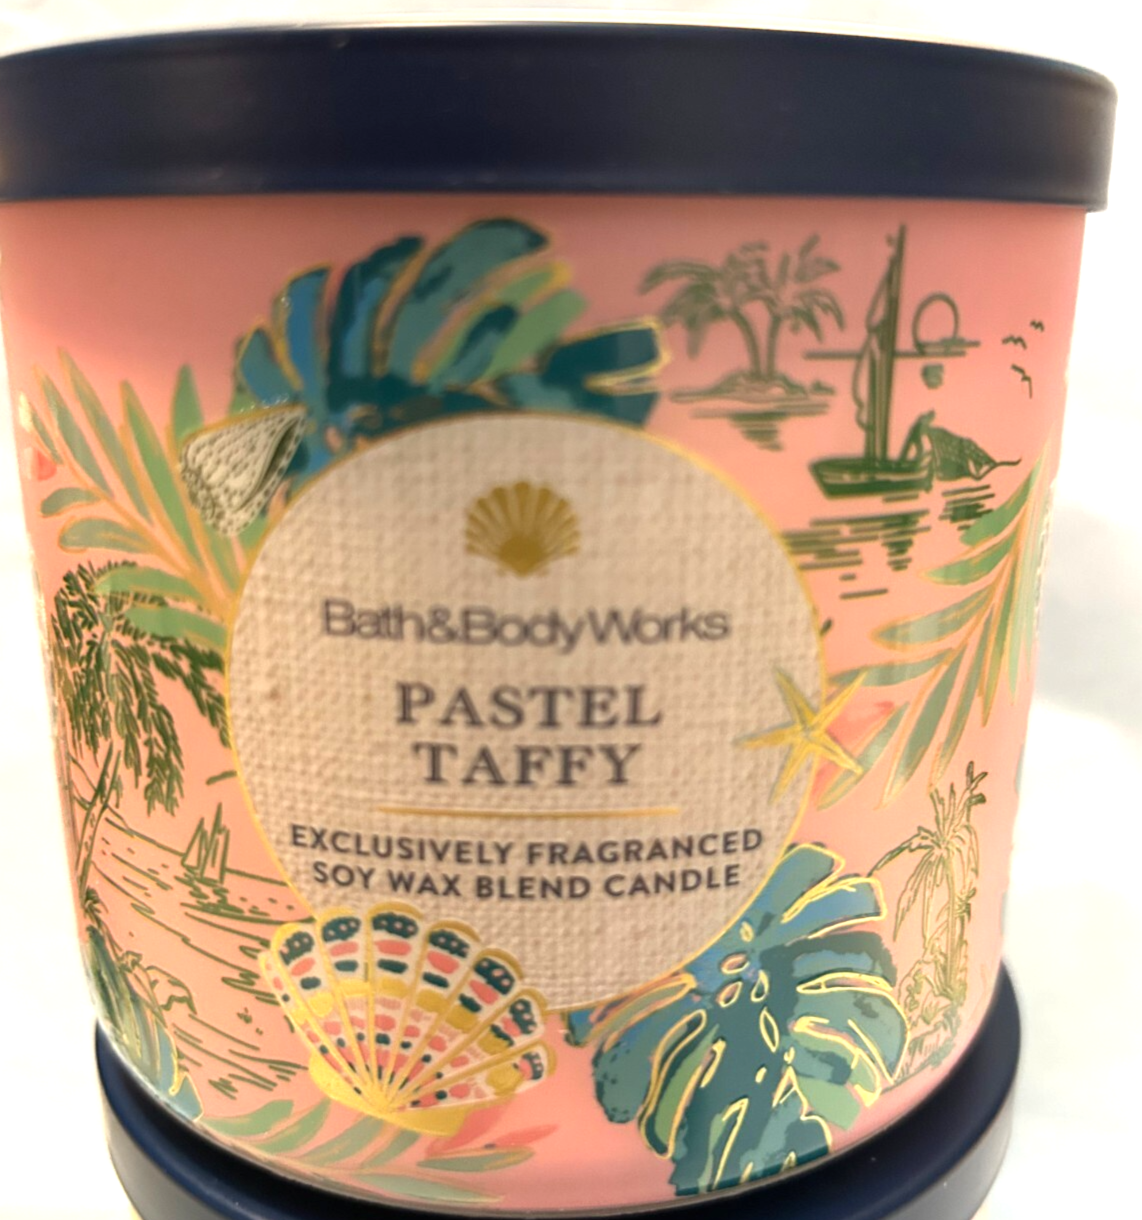 Bath&BodyWorks
PASTEL
TAFFY
EXCLUSIVELY FRAGRANCED
SOY WAX BLEND CANDLE